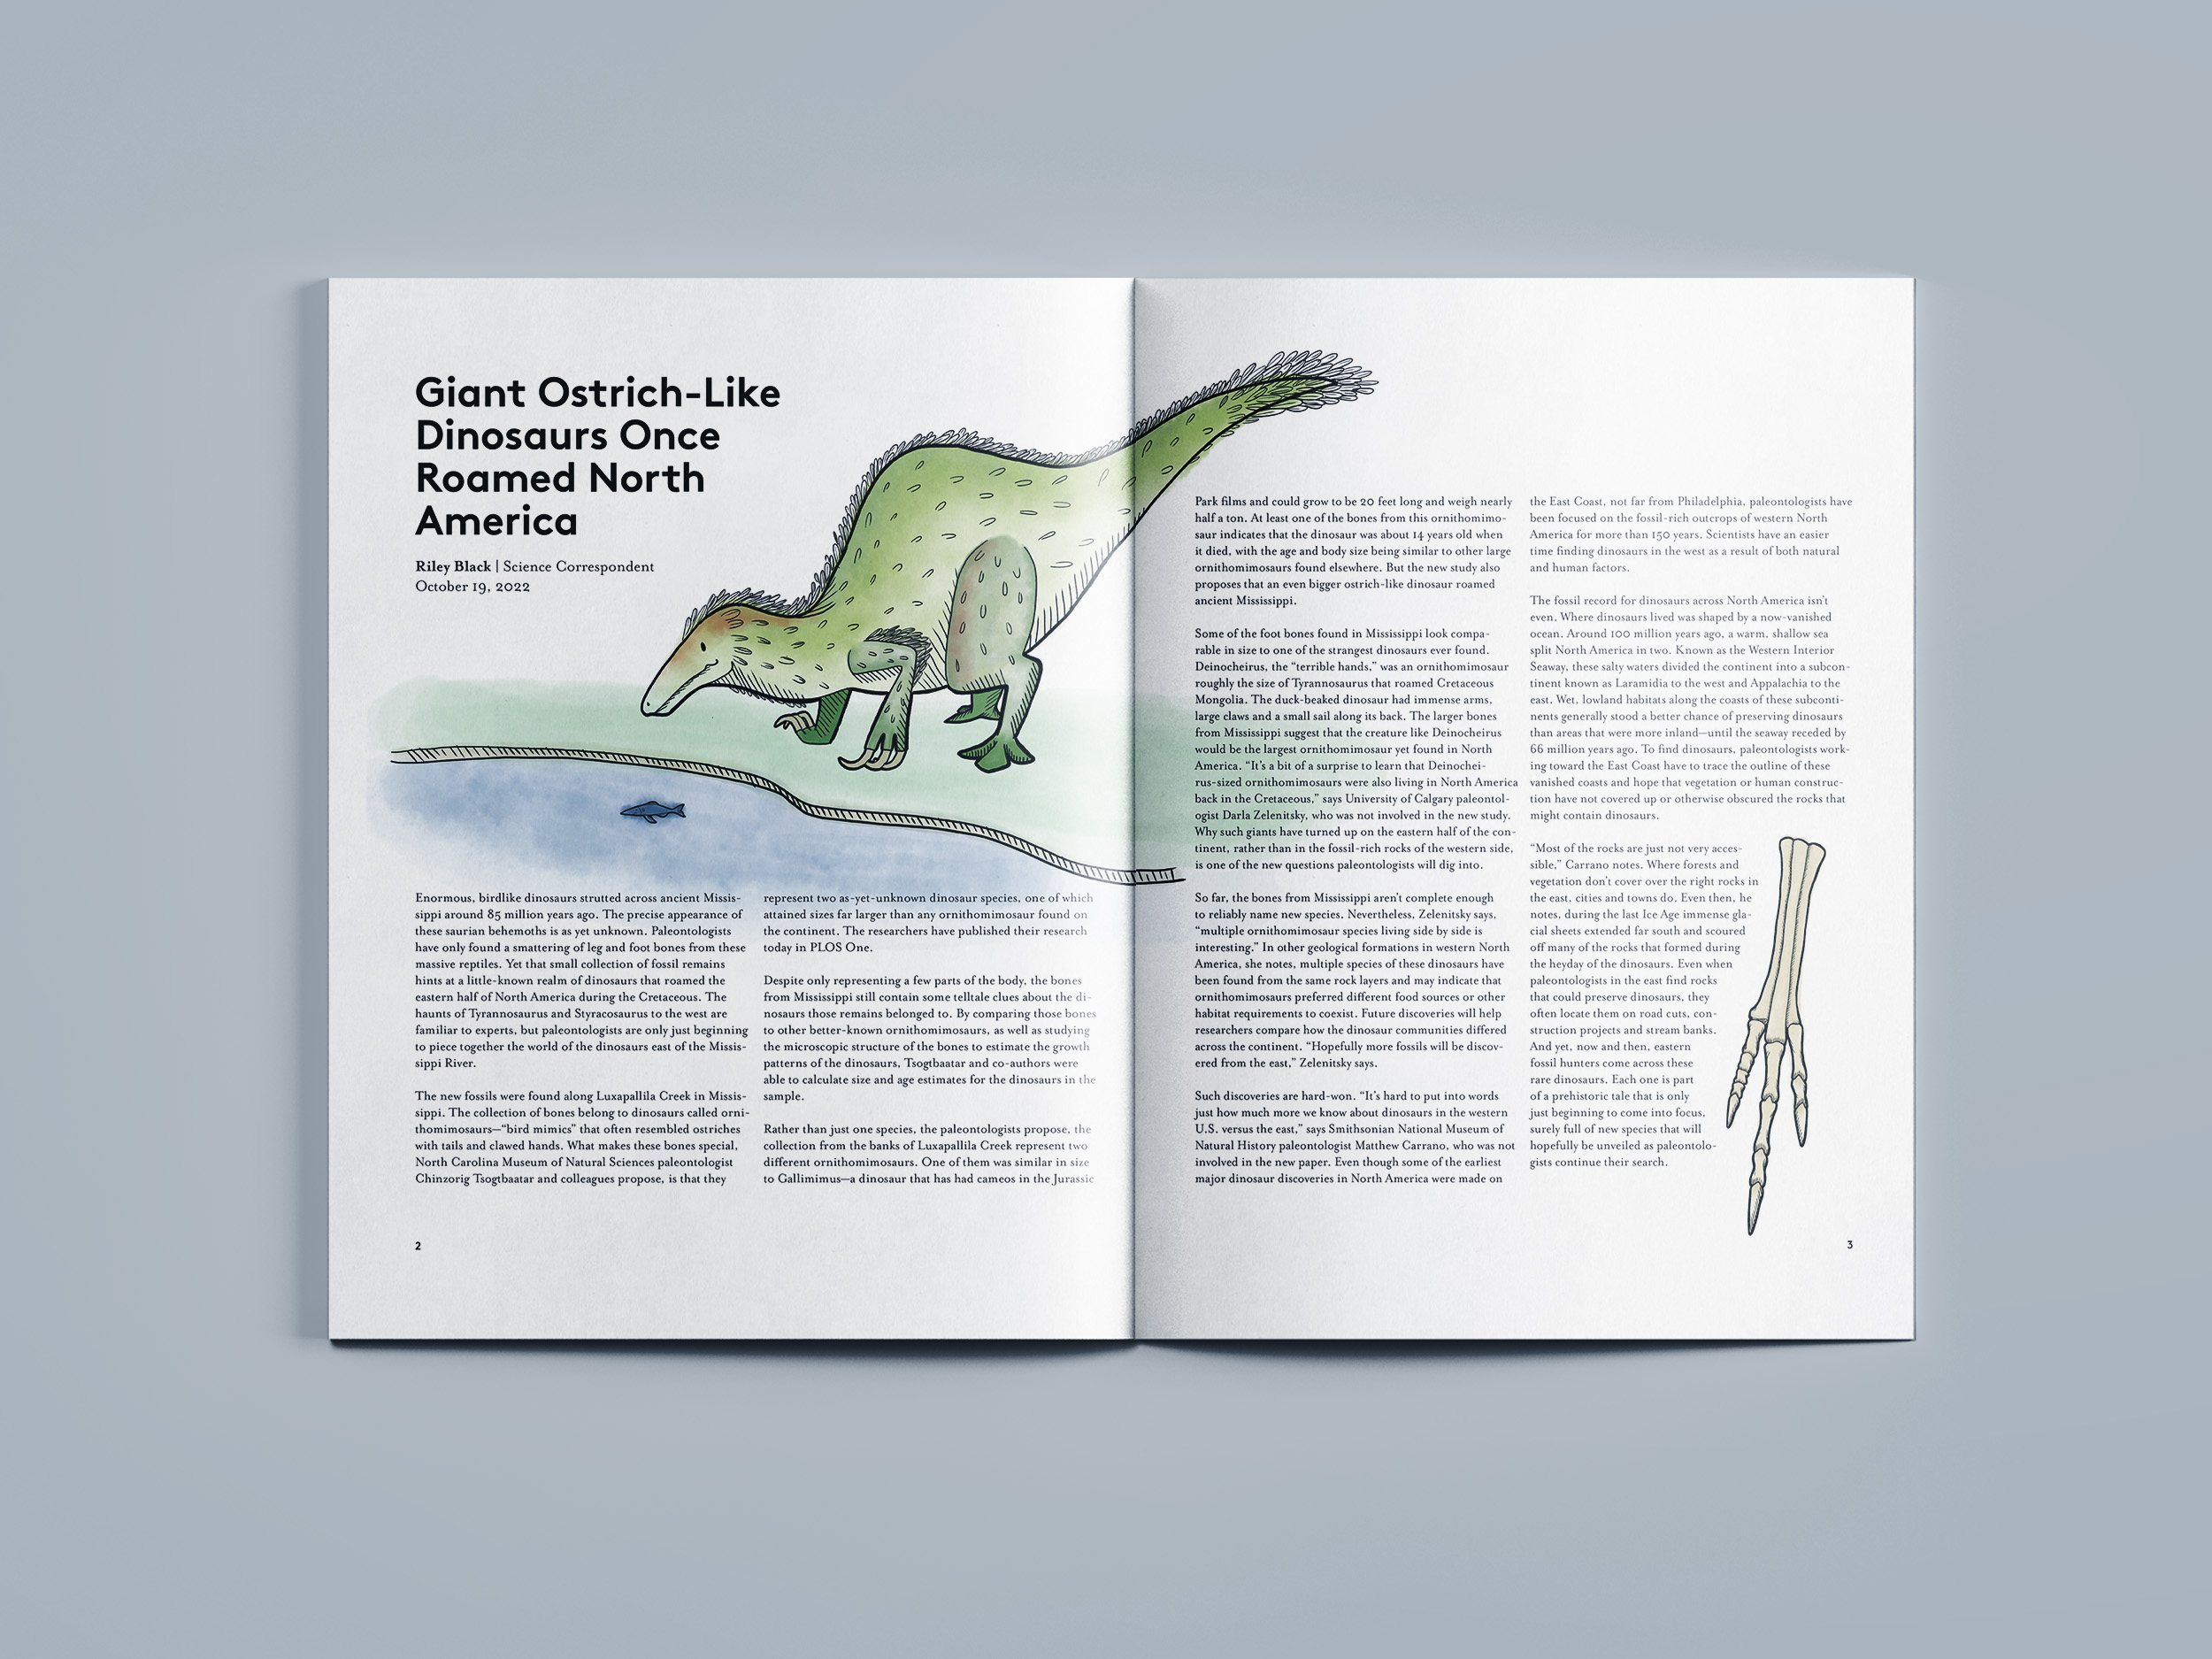 Giant Ostrich-Like
Dinosaurs Once
Roamed North
America
Riley Black | Science Correspondent
October 19, 2022
Enormous, birdlike dinosaurs strutted across ancient Missis-
sippi around 85 million years ago. The precise appearance of
these saurian behemoths is as yet unknown. Paleontologists
have only found a smattering of leg and foot bones from these
massive reptiles. Yet that small collection of fossil remains
hints at a little-known realm of dinosaurs that roamed the
eastern half of North America during the Cretaceous. The
haunts of Tyrannosaurus and Styracosaurus to the west are
familiar to experts, but paleontologists are only just beginning
to piece together the world of the dinosaurs east of the Missis-
sippi River.
The new fossils were found along Luxapallila Creek in Missis-
sippi. The collection of bones belong to dinosaurs called orni-
thomimosaurs—“bird mimics” that often resembled ostriches
with tails and clawed hands. What makes these bones special,
North Carolina Museum of Natural Sciences paleontologist
Chinzorig Tsogtbaatar and colleagues propose, is that they
represent two as-yet-unknown dinosaur species, one of which
attained sizes far larger than any ornithomimosaur found on
the continent. The researchers have published their research
today in PLOS One.
Despite only representing a few parts of the body, the bones
from Mississippi still contain some telltale clues about the di-
nosaurs those remains belonged to. By comparing those bones
to other better-known ornithomimosaurs, as well as studying
the microscopic structure of the bones to estimate the growth
patterns of the dinosaurs, Tsogtbaatar and co-authors were
able to calculate size and age estimates for the dinosaurs in the
sample.
Rather than just one species, the paleontologists propose, the
collection from the banks of Luxapallila Creek represent two
different ornithomimosaurs. One of them was similar in size
to Gallimimus—a dinosaur that has had cameos in the Jurassic
2
Park films and could grow to be 20 feet long and weigh nearly
half a ton. At least one of the bones from this ornithomimo-
saur indicates that the dinosaur was about 14 years old when
it died, with the age and body size being similar to other large
ornithomimosaurs found elsewhere. But the new study also
proposes that an even bigger ostrich-like dinosaur roamed
ancient Mississippi.
Some of the foot bones found in Mississippi look compa-
rable in size to one of the strangest dinosaurs ever found.
Deinocheirus, the “terrible hands,” was an ornithomimosaur
roughly the size of Tyrannosaurus that roamed Cretaceous
Mongolia. The duck-beaked dinosaur had immense arms,
large claws and a small sail along its back. The larger bones
from Mississippi suggest that the creature like Deinocheirus
would be the largest ornithomimosaur yet found in North
America. “It’s a bit of a surprise to learn that Deinochei-
rus-sized ornithomimosaurs were also living in North America
back in the Cretaceous,” says University of Calgary paleontol-
ogist Darla Zelenitsky, who was not involved in the new study.
Why such giants have turned up on the eastern half of the con-
tinent, rather than in the fossil-rich rocks of the western side,
is one of the new questions paleontologists will dig into.
So far, the bones from Mississippi aren’t complete enough
to reliably name new species. Nevertheless, Zelenitsky says,
“multiple ornithomimosaur species living side by side is
interesting.” In other geological formations in western North
America, she notes, multiple species of these dinosaurs have
been found from the same rock layers and may indicate that
ornithomimosaurs preferred different food sources or other
habitat requirements to coexist. Future discoveries will help
researchers compare how the dinosaur communities differed
across the continent. “Hopefully more fossils will be discov-
ered from the east,” Zelenitsky says.
Such discoveries are hard-won. “It’s hard to put into words
just how much more we know about dinosaurs in the western
U.S. versus the east,” says Smithsonian National Museum of
Natural History paleontologist Matthew Carrano, who was not
involved in the new paper. Even though some of the earliest
major dinosaur discoveries in North America were made on
the East Coast, not far from Philadelphia, paleontologists have
been focused on the fossil-rich outcrops of western North
America for more than 150 years. Scientists have an easier
time finding dinosaurs in the west as a result of both natural
and human factors.
The fossil record for dinosaurs across North America isn’t
even. Where dinosaurs lived was shaped by a now-vanished
ocean. Around 100 million years ago, a warm, shallow sea
split North America in two. Known as the Western Interior
Seaway, these salty waters divided the continent into a subcon-
tinent known as Laramidia to the west and Appalachia to the
east. Wet, lowland habitats along the coasts of these subconti-
nents generally stood a better chance of preserving dinosaurs
than areas that were more inland—until the seaway receded by
66 million years ago. To find dinosaurs, paleontologists work-
ing toward the East Coast have to trace the outline of these
vanished coasts and hope that vegetation or human construc-
tion have not covered up or otherwise obscured the rocks that
might contain dinosaurs.
“Most of the rocks are just not very acces-
sible,” Carrano notes. Where forests and
vegetation don’t cover over the right rocks in
the east, cities and towns do. Even then, he
notes, during the last Ice Age immense gla-
cial sheets extended far south and scoured
off many of the rocks that formed during
the heyday of the dinosaurs. Even when
paleontologists in the east find rocks
that could preserve dinosaurs, they
often locate them on road cuts, con-
struction projects and stream banks.
And yet, now and then, eastern
fossil hunters come across these
rare dinosaurs. Each one is part
of a prehistoric tale that is only
just beginning to come into focus,
surely full of new species that will
hopefully be unveiled as paleontolo-
gists continue their search.
3